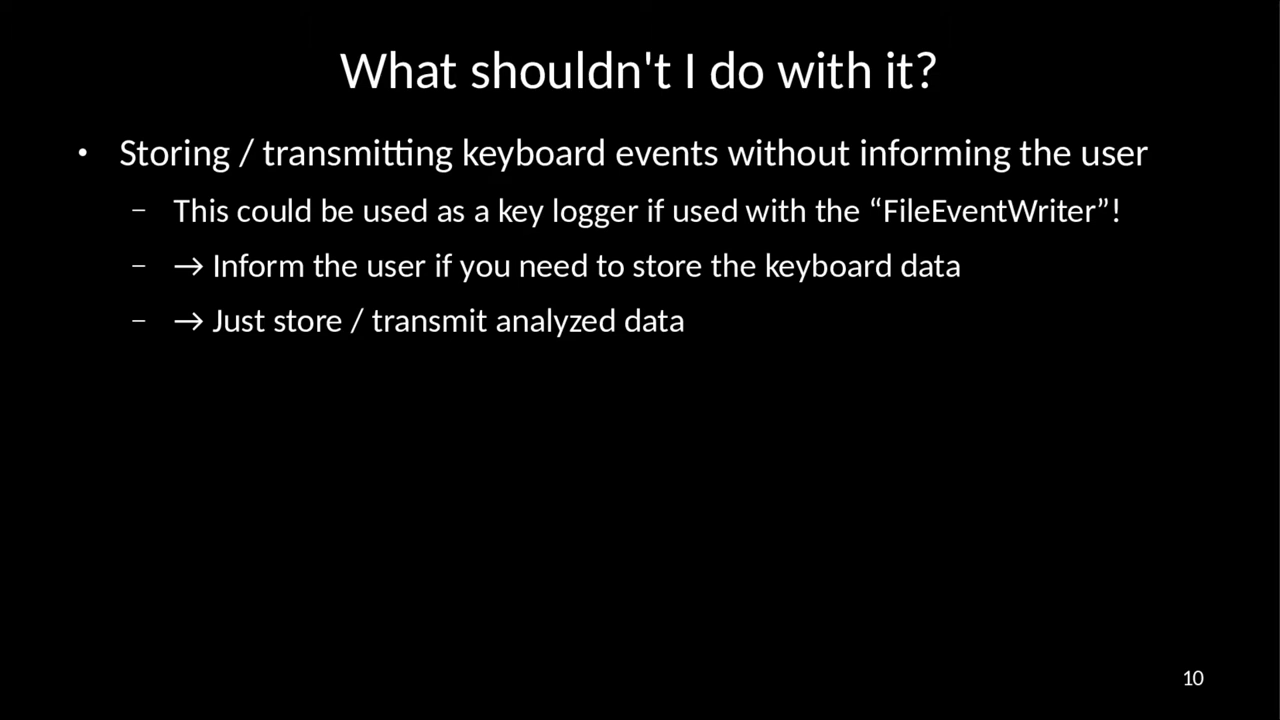 What shouldn't I do with it?
• Storing / transmitting keyboard events without informing the user
– This could be used as a key logger if used with the “FileEventWriter”!
– → Inform the user if you need to store the keyboard data
– → Just store / transmit analyzed data
10